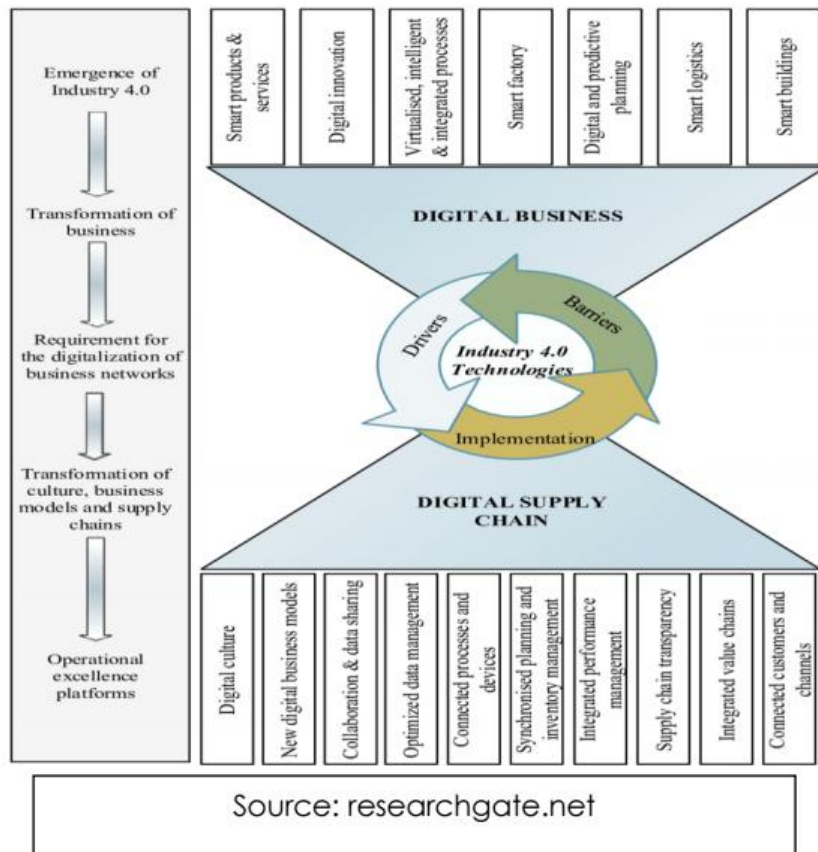 Emergence of
Industry 4.0
Transformation of
business
Requirement for
the digitalization of
business networks
Transformation of
culture, business
models and supply
chains
Operational
excellence
platforms
Smart products &
services
Digital innovation
Virtualised, intelligent
& integrated processes
Smart factory
Digital and predictive
planning
Smart logistics
Smart buildings
DIGITAL BUSINESS
Drivers
Barriers
Industry 4.0
Technologies
Implementation
DIGITAL SUPPLY
CHAIN
Digital culture
New digital business models
Collaboration & data sharing
Optimized data management
Connected processes and
devices
Synchronised planning and
inventory management
Integrated performance
management
Supply chain transparency
Integrated value chains
Connected customers and
channels
Source: researchgate.net